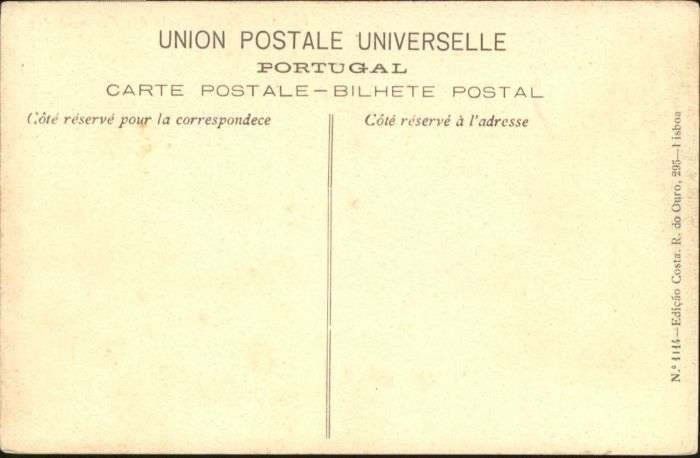 UNION POSTALE UNIVERSELLE
PORTUGAL
CARTE POSTALE—BILHETE POSTAL
Côté réservé pour la correspondece
Côté réservé à l'adresse
N.º 1114—Edição Costa. R. do Ouro, 295—Lisboa